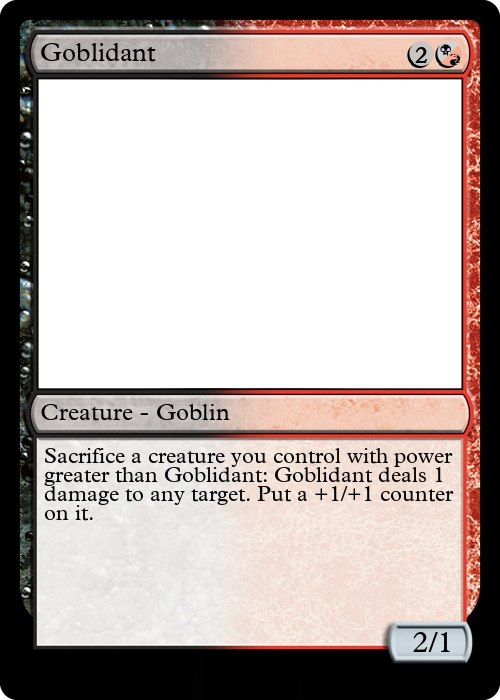 Goblidant 2
Creature - Goblin
Sacrifice a creature you control with power
greater than Goblidant: Goblidant deals 1
damage to any target. Put a +1/+1 counter
on it.
2/1